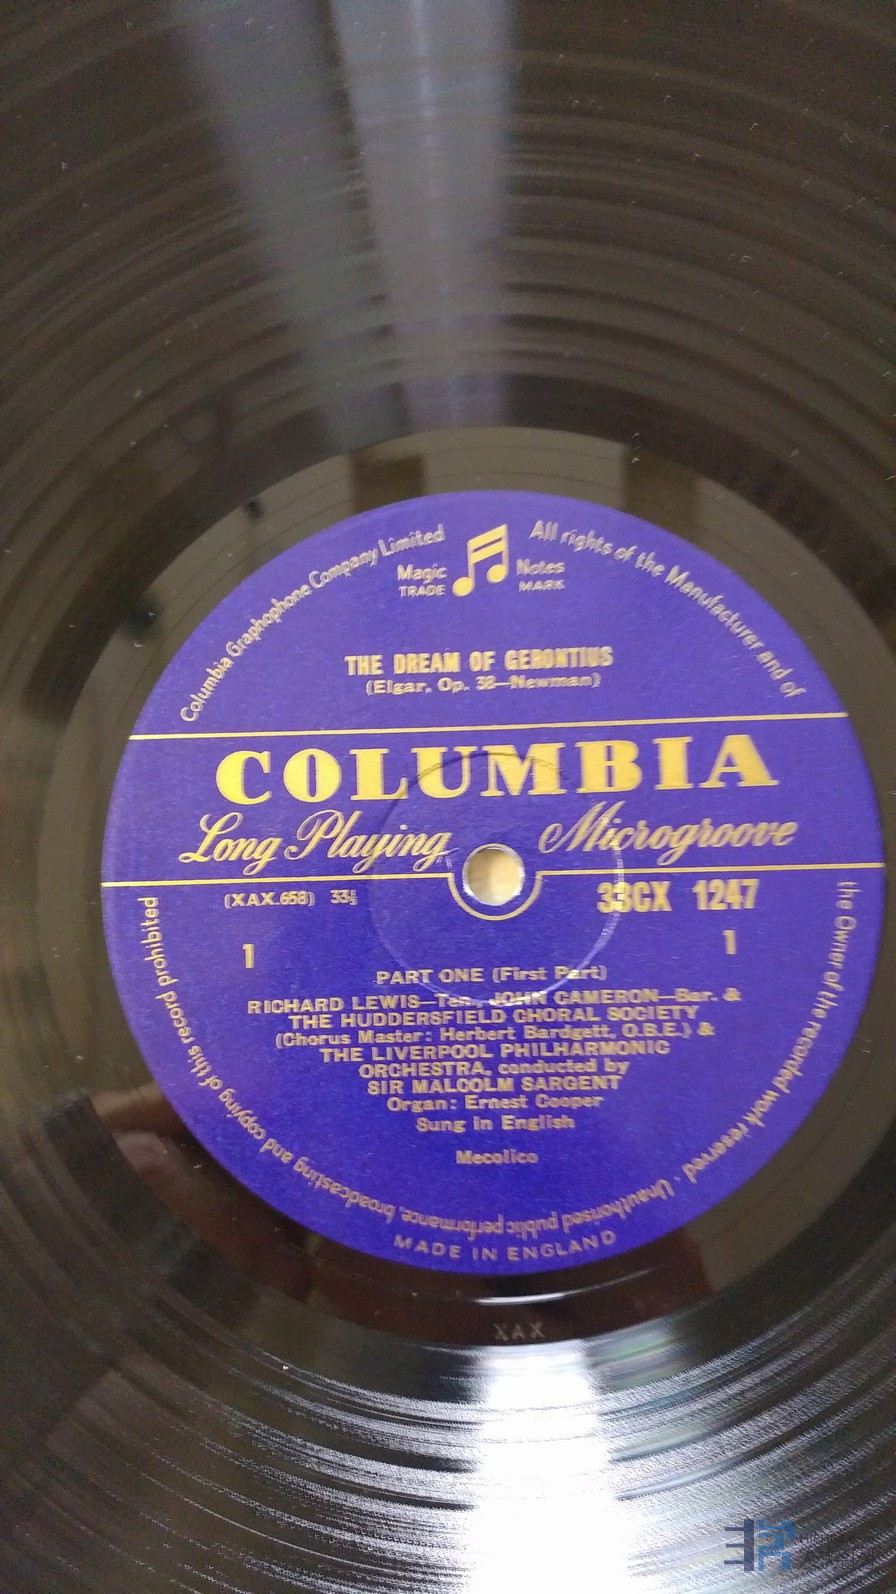 Columbia Graphophone Company Limited
All rights of the Manufacturer and of
the Owner of the recorded work reserved · Unauthorised public performance, broadcasting and copying of this record prohibited
Magic Notes
TRADE MARK
THE DREAM OF GERONTIUS
(Elgar, Op. 38—Newman)
COLUMBIA
Long Playing Microgroove
(XAX.658) 33⅓ 33CX 1247
1 1
PART ONE (First Part)
RICHARD LEWIS—Ten., JOHN CAMERON—Bar. &
THE HUDDERSFIELD CHORAL SOCIETY
(Chorus Master: Herbert Bardgett, O.B.E.) &
THE LIVERPOOL PHILHARMONIC
ORCHESTRA, conducted by
SIR MALCOLM SARGENT
Organ: Ernest Cooper
Sung in English
Mecolico
MADE IN ENGLAND
XAX